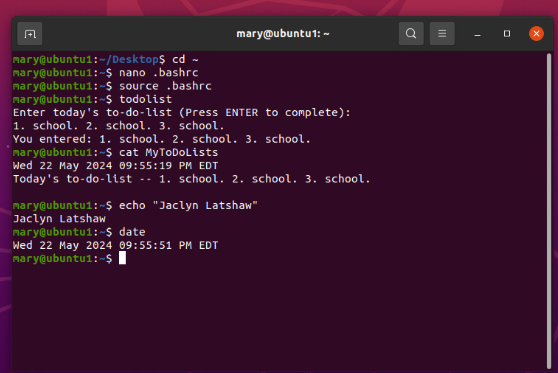 mary@ubuntu1: ~
mary@ubuntu1:~/Desktop$ cd ~
mary@ubuntu1:~$ nano .bashrc
mary@ubuntu1:~$ source .bashrc
mary@ubuntu1:~$ todolist
Enter today's to-do-list (Press ENTER to complete):
1. school. 2. school. 3. school.
You entered: 1. school. 2. school. 3. school.
mary@ubuntu1:~$ cat MyToDoLists
Wed 22 May 2024 09:55:19 PM EDT
Today's to-do-list -- 1. school. 2. school. 3. school.
mary@ubuntu1:~$ echo "Jaclyn Latshaw"
Jaclyn Latshaw
mary@ubuntu1:~$ date
Wed 22 May 2024 09:55:51 PM EDT
mary@ubuntu1:~$